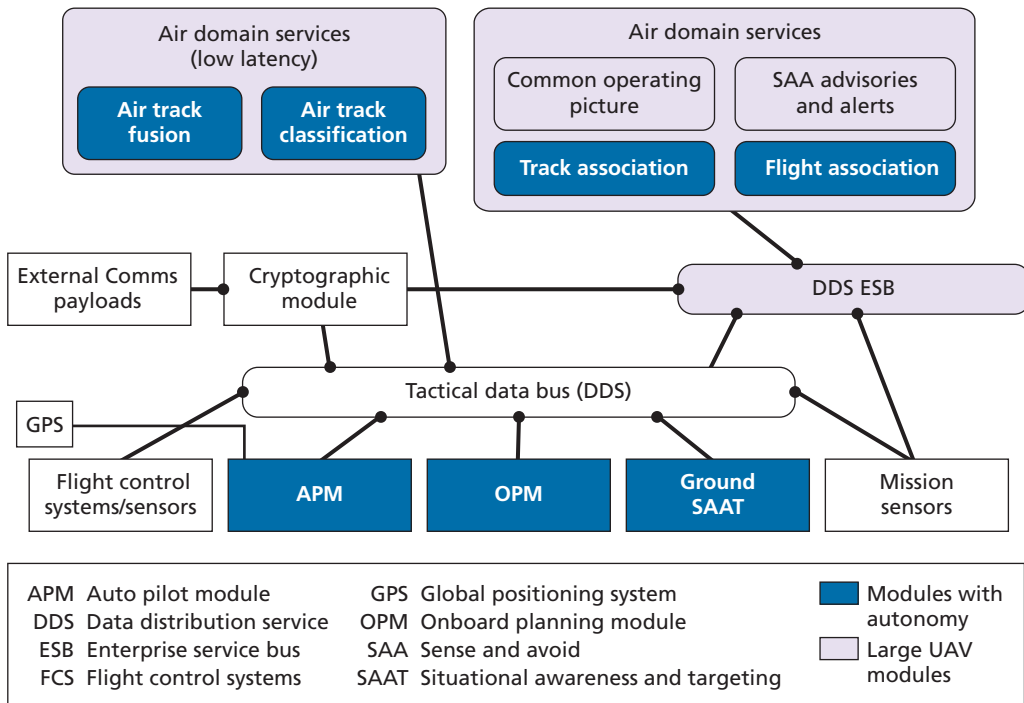 Air domain services
(low latency)
Air track
fusion
Air track
classification
Air domain services
Common operating
picture
SAA advisories
and alerts
Track association
Flight association
External Comms
payloads
Cryptographic
module
DDS ESB
Tactical data bus (DDS)
GPS
Flight control
systems/sensors
APM
OPM
Ground
SAAT
Mission
sensors
APM Auto pilot module
DDS Data distribution service
ESB Enterprise service bus
FCS Flight control systems
GPS Global positioning system
OPM Onboard planning module
SAA Sense and avoid
SAAT Situational awareness and targeting
Modules with
autonomy
Large UAV
modules